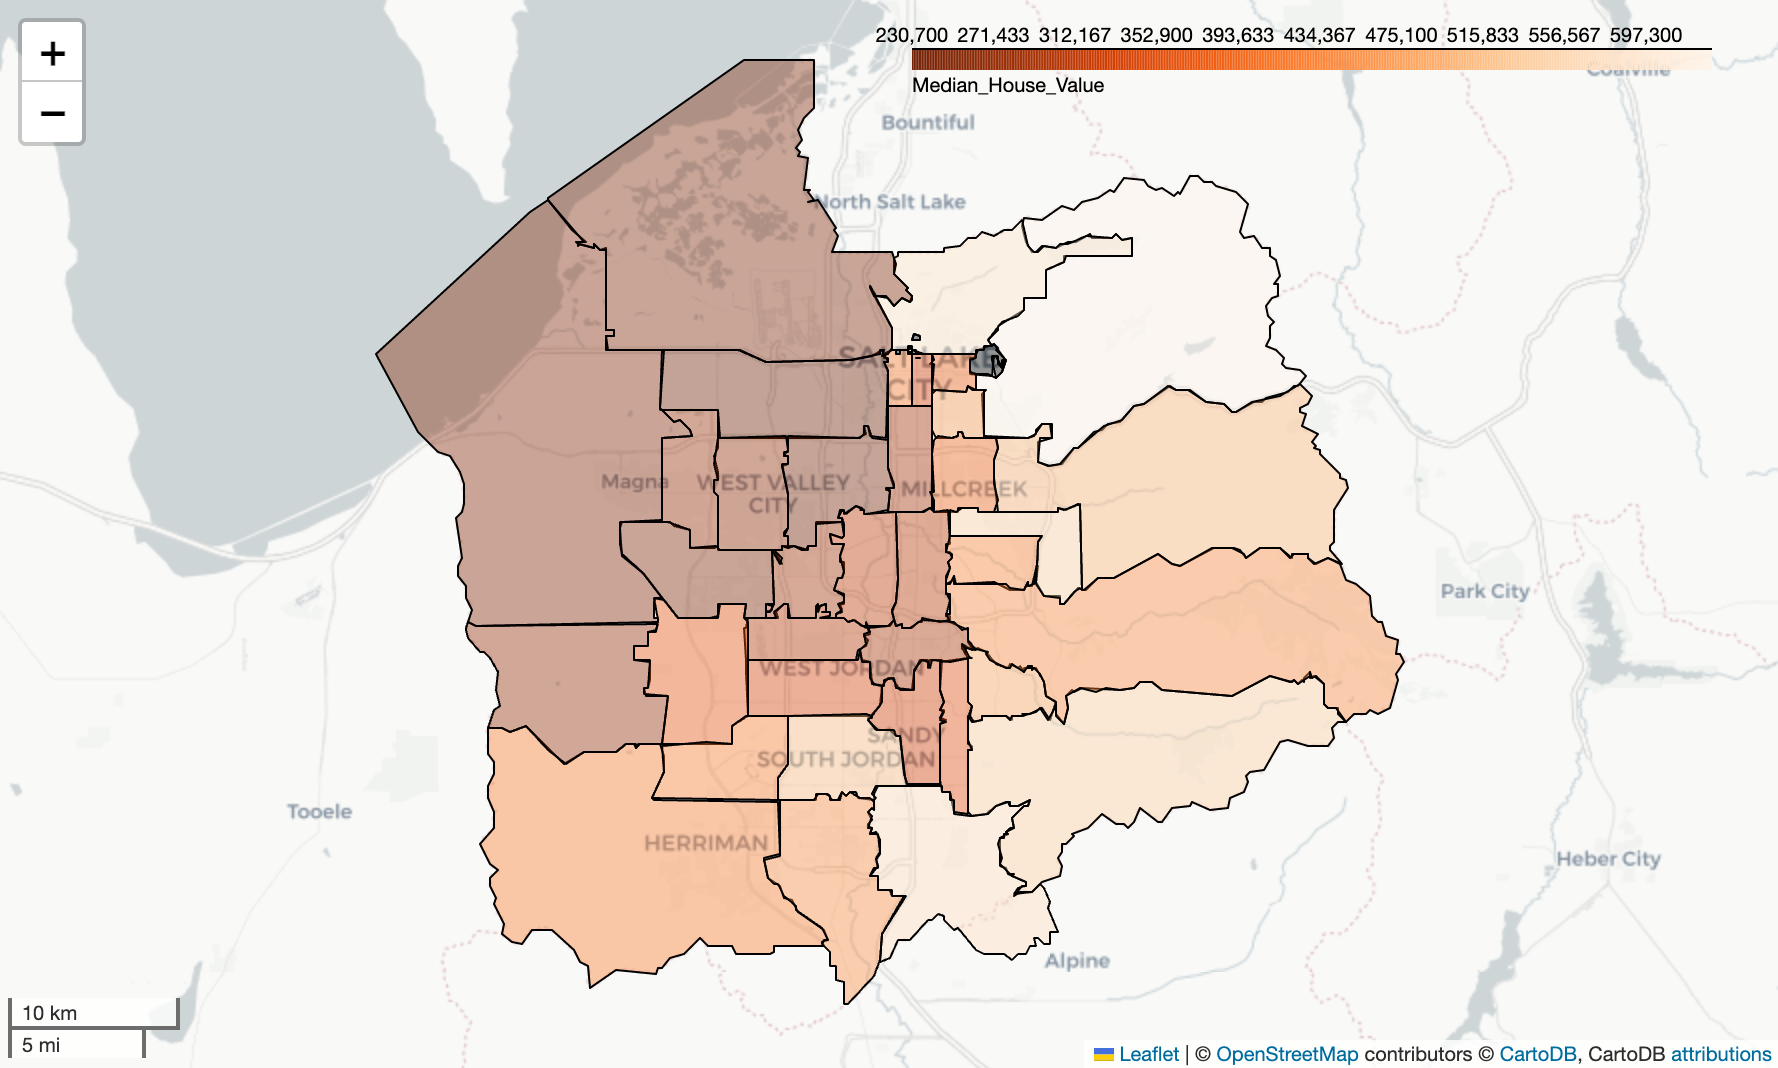 +
−
230,700 271,433 312,167 352,900 393,633 434,367 475,100 515,833 556,567 597,300
Median_House_Value
Coalville
Bountiful
North Salt Lake
SALT LAKE
CITY
Magna
WEST VALLEY
CITY
MILLCREEK
Park City
WEST JORDAN
SANDY
SOUTH JORDAN
Tooele
HERRIMAN
Heber City
Alpine
10 km
5 mi
Leaflet | © OpenStreetMap contributors © CartoDB, CartoDB attributions